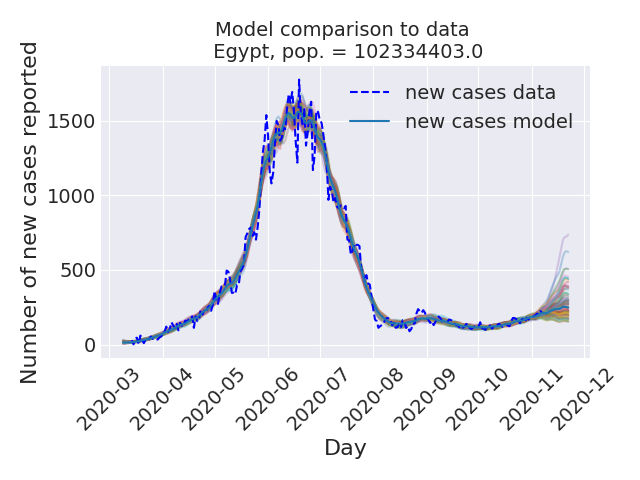 Model comparison to data
Egypt, pop. = 102334403.0
new cases data
new cases model
Number of new cases reported
1500
1000
500
0
2020-03
2020-04
2020-05
2020-06
2020-07
2020-08
2020-09
2020-10
2020-11
2020-12
Day